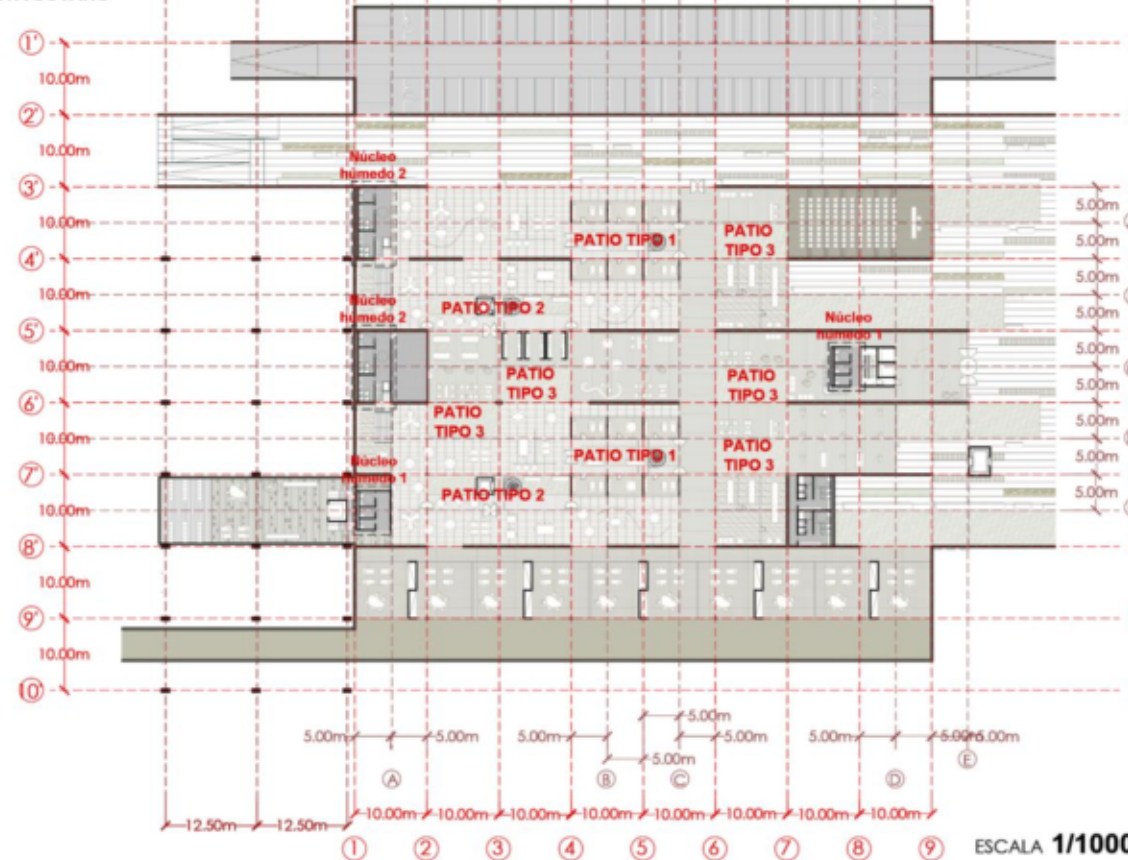 1'
10.00m
2'
10.00m
Núcleo
húmedo 2
3'
5.00m
10.00m
PATIO TIPO 1
PATIO
TIPO 3
5.00m
4'
5.00m
10.00m
Núcleo
húmedo 2
PATIO TIPO 2
Núcleo
húmedo 1
5.00m
5'
5.00m
10.00m
PATIO
TIPO 3
PATIO
TIPO 3
5.00m
6'
PATIO
TIPO 3
5.00m
10.00m
PATIO TIPO 1
PATIO
TIPO 3
5.00m
7'
Núcleo
húmedo 1
5.00m
10.00m
PATIO TIPO 2
8'
10.00m
9'
10.00m
10'
5.00m
5.00m 5.00m 5.00m 5.00m 5.00m 5.00m 5.00m
5.00m
A B C D E
12.50m 12.50m 10.00m 10.00m 10.00m 10.00m 10.00m 10.00m 10.00m 10.00m
1 2 3 4 5 6 7 8 9
ESCALA 1/1000